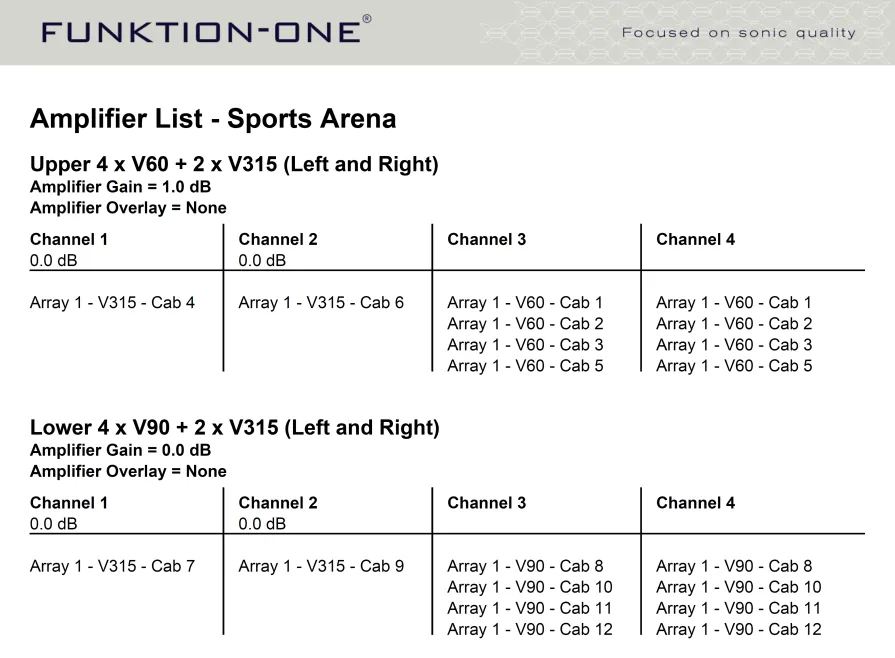 FUNKTION-ONE®
Focused on sonic quality
Amplifier List - Sports Arena
Upper 4 x V60 + 2 x V315 (Left and Right)
Amplifier Gain = 1.0 dB
Amplifier Overlay = None
Channel 1 Channel 2 Channel 3 Channel 4
0.0 dB 0.0 dB
Array 1 - V315 - Cab 4 Array 1 - V315 - Cab 6 Array 1 - V60 - Cab 1 Array 1 - V60 - Cab 1
Array 1 - V60 - Cab 2 Array 1 - V60 - Cab 2
Array 1 - V60 - Cab 3 Array 1 - V60 - Cab 3
Array 1 - V60 - Cab 5 Array 1 - V60 - Cab 5
Lower 4 x V90 + 2 x V315 (Left and Right)
Amplifier Gain = 0.0 dB
Amplifier Overlay = None
Channel 1 Channel 2 Channel 3 Channel 4
0.0 dB 0.0 dB
Array 1 - V315 - Cab 7 Array 1 - V315 - Cab 9 Array 1 - V90 - Cab 8 Array 1 - V90 - Cab 8
Array 1 - V90 - Cab 10 Array 1 - V90 - Cab 10
Array 1 - V90 - Cab 11 Array 1 - V90 - Cab 11
Array 1 - V90 - Cab 12 Array 1 - V90 - Cab 12